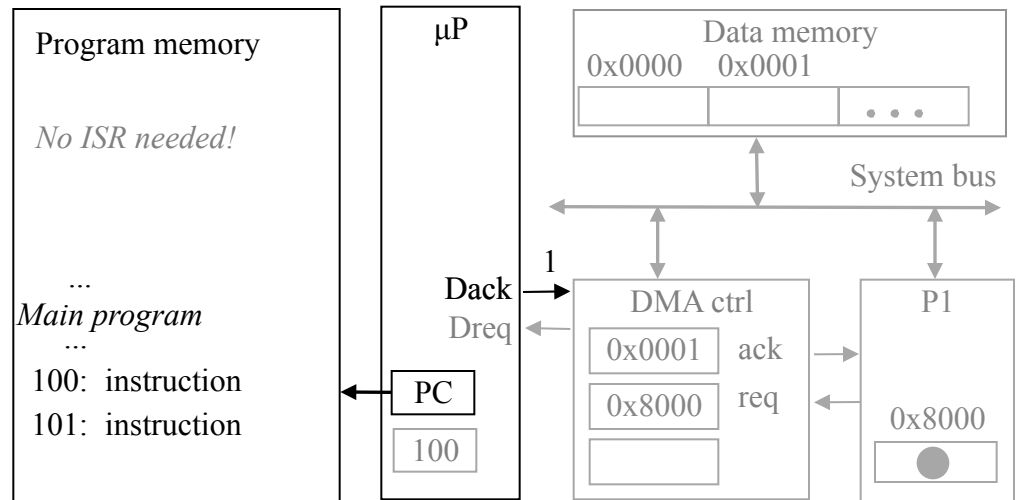 Program memory
No ISR needed!
...
Main program
...
100: instruction
101: instruction
μP
Dack
Dreq
PC
100
1
Data memory
0x0000 0x0001
...
System bus
DMA ctrl
0x0001
0x8000
ack
req
P1
0x8000